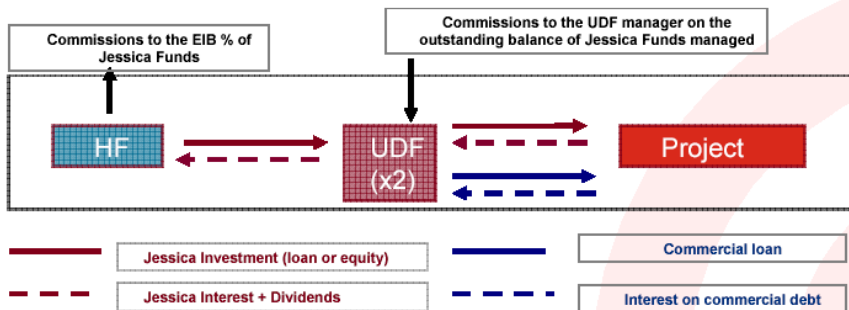 Commissions to the EIB % of
Jessica Funds
Commissions to the UDF manager on the
outstanding balance of Jessica Funds managed
HF
UDF
(x2)
Project
Jessica Investment (loan or equity)
Commercial loan
Jessica Interest + Dividends
Interest on commercial debt